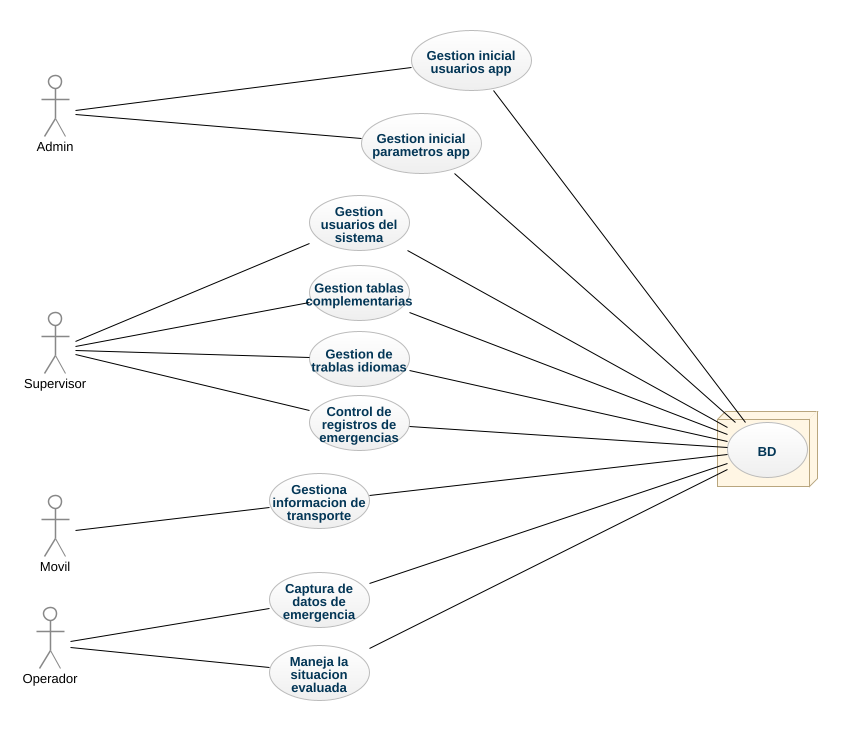 Gestion inicial
usuarios app
Admin
Gestion inicial
parametros app
Gestion
usuarios del
sistema
Gestion tablas
complementarias
Supervisor
Gestion de
trablas idiomas
Control de
registros de
emergencias
BD
Gestiona
informacion de
transporte
Movil
Captura de
datos de
emergencia
Operador
Maneja la
situacion
evaluada